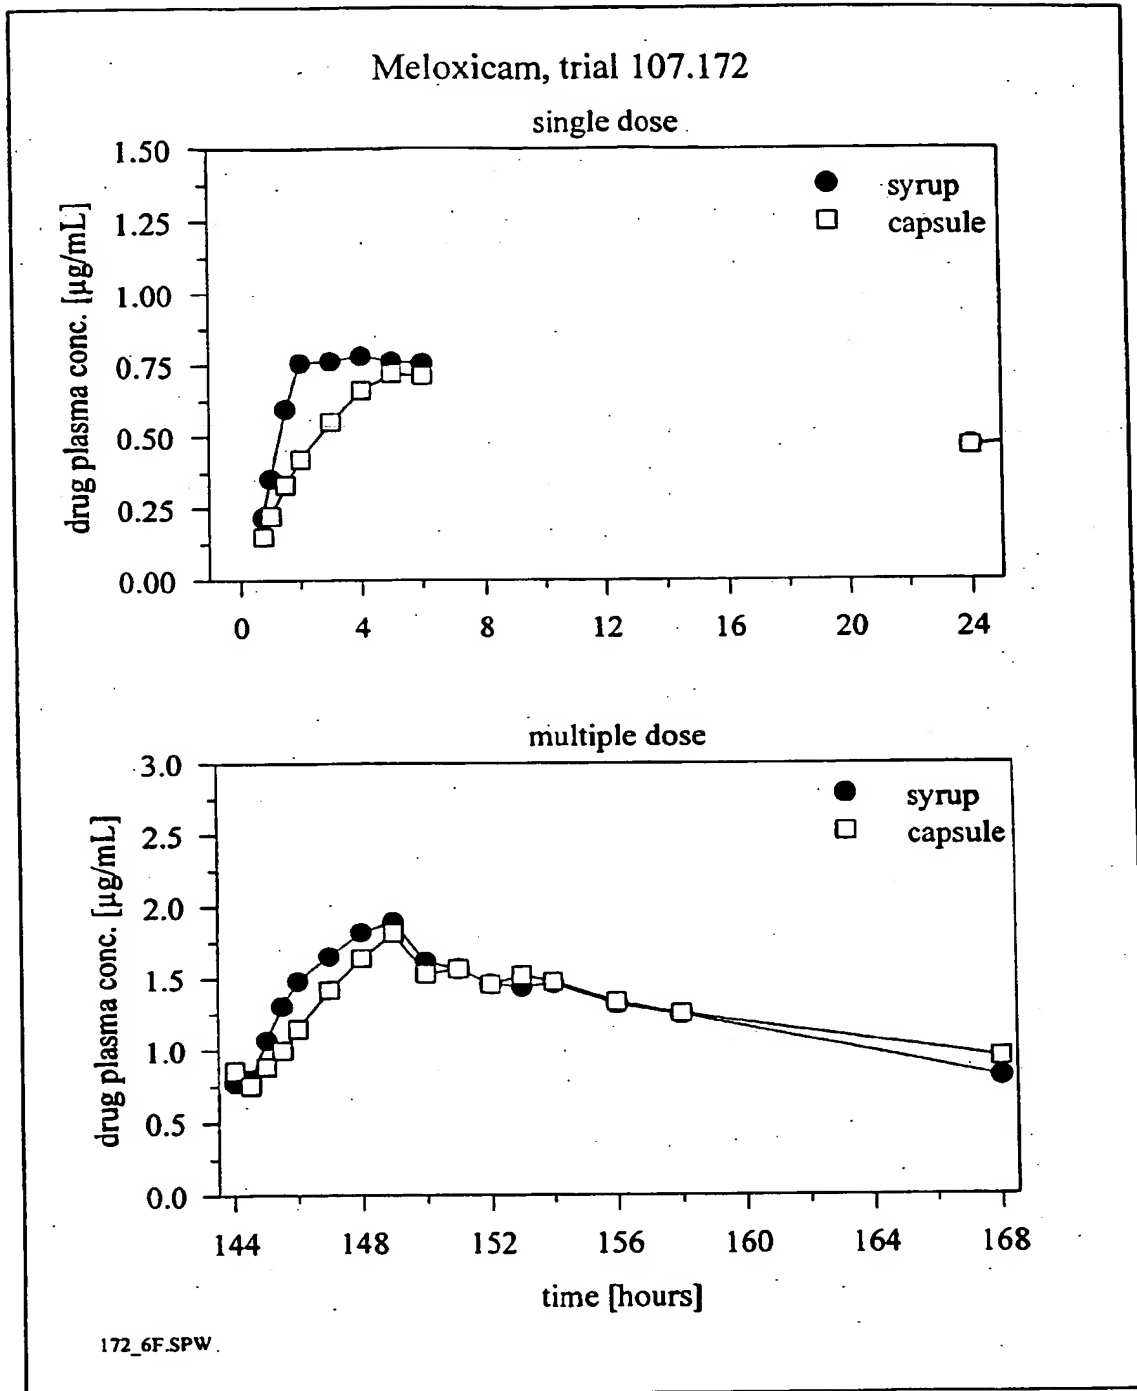 Meloxicam, trial 107.172
single dose
1.50
1.25
1.00
0.75
0.50
0.25
0.00
drug plasma conc. [µg/mL]
syrup
capsule
0 4 8 12 16 20 24
multiple dose
3.0
2.5
2.0
1.5
1.0
0.5
0.0
drug plasma conc. [µg/mL]
syrup
capsule
144 148 152 156 160 164 168
time [hours]
172_6F.SPW